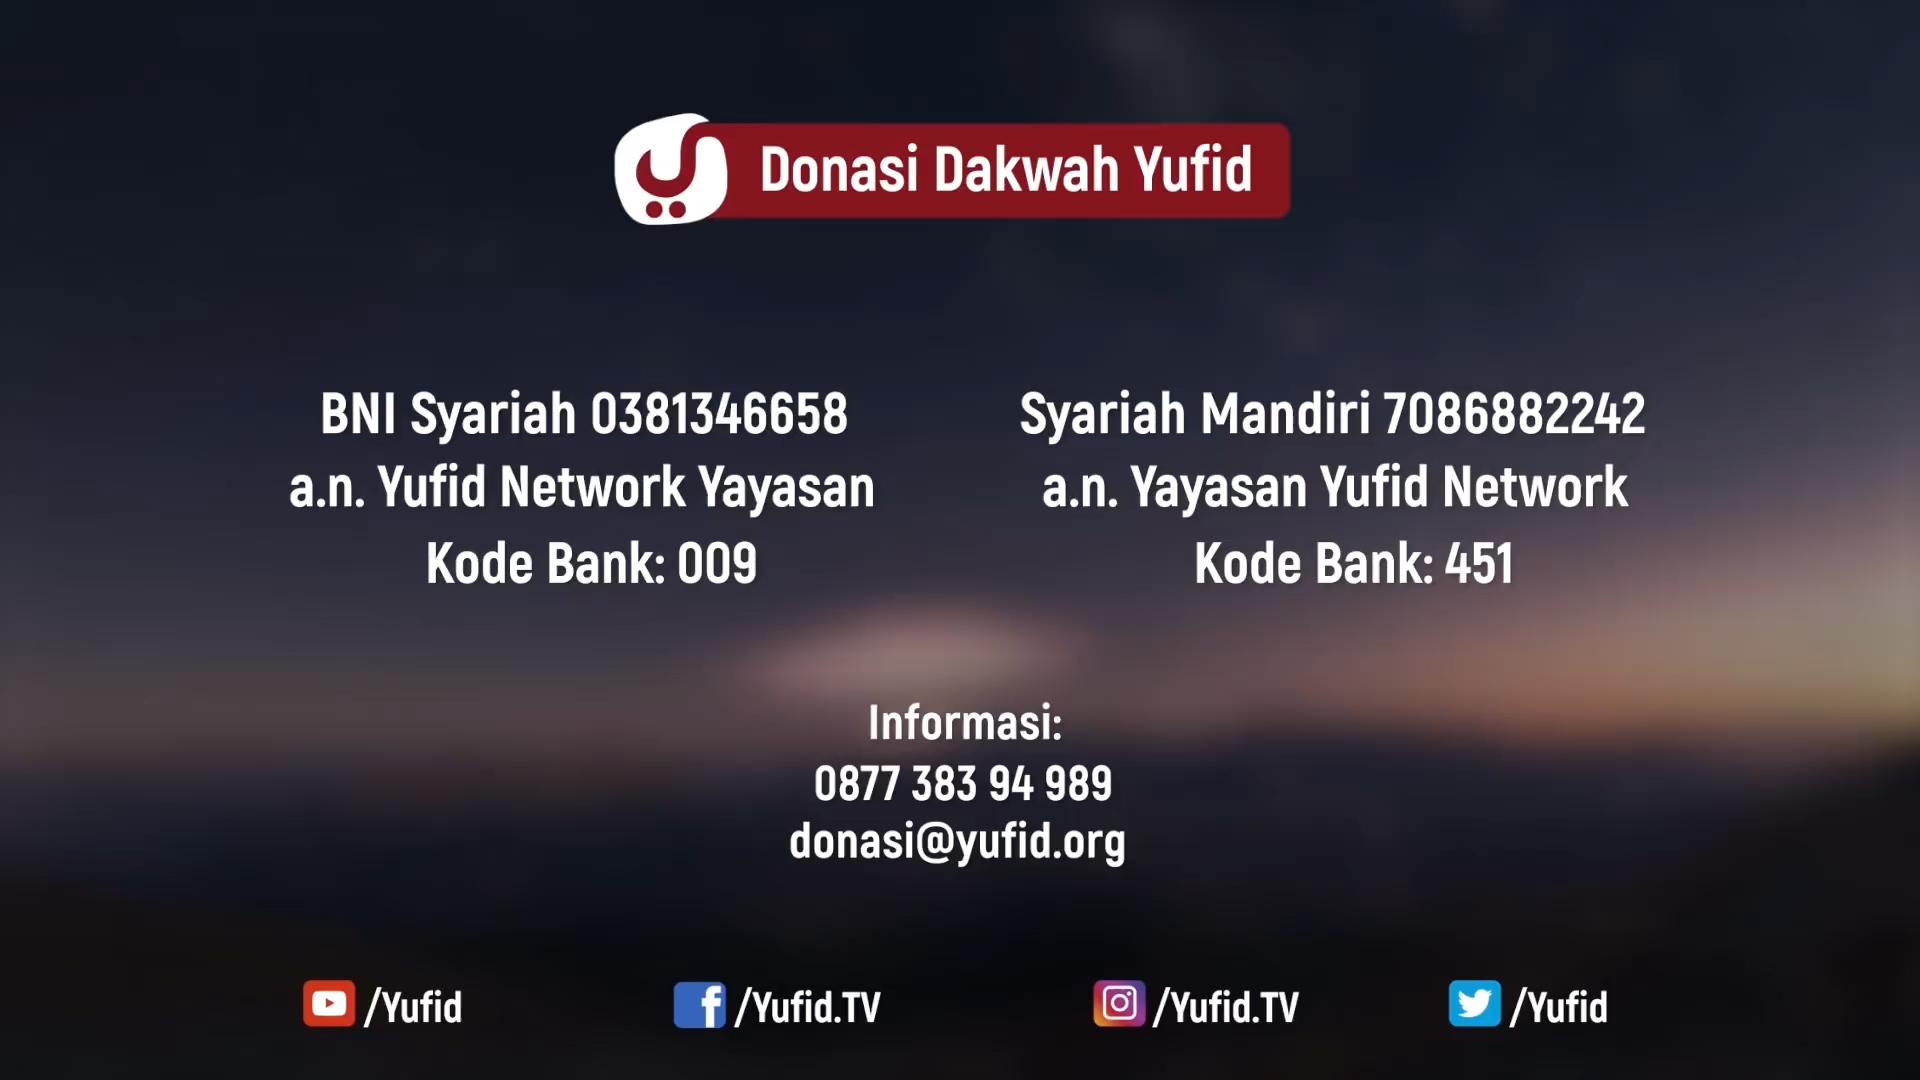 Donasi Dakwah Yufid
BNI Syariah 0381346658
a.n. Yufid Network Yayasan
Kode Bank: 009
Syariah Mandiri 7086882242
a.n. Yayasan Yufid Network
Kode Bank: 451
Informasi:
0877 383 94 989
donasi@yufid.org
/Yufid
/Yufid.TV
/Yufid.TV
/Yufid